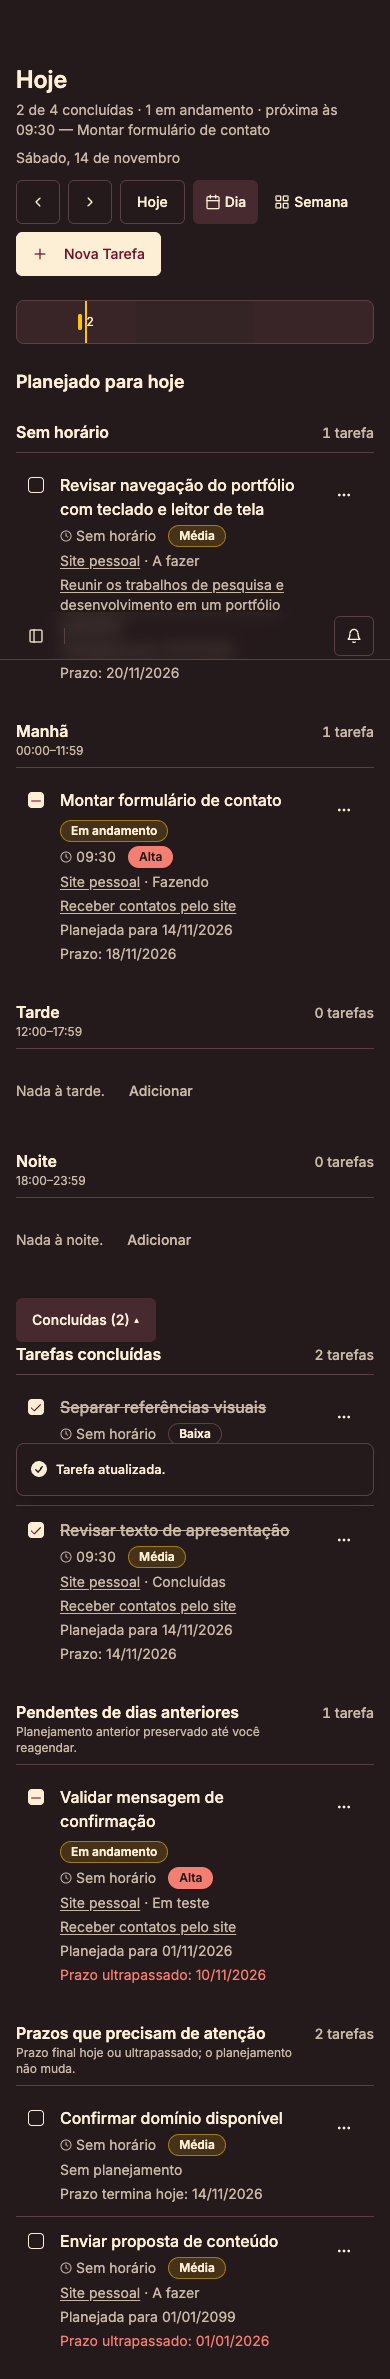 Hoje
2 de 4 concluídas · 1 em andamento · próxima às
09:30 — Montar formulário de contato
Sábado, 14 de novembro
Hoje
Dia
Semana
Nova Tarefa
2
Planejado para hoje
Sem horário
1 tarefa
Revisar navegação do portfólio
com teclado e leitor de tela
Sem horário
Média
Site pessoal · A fazer
Reunir os trabalhos de pesquisa e
desenvolvimento em um portfólio
Prazo: 20/11/2026
Manhã
1 tarefa
00:00–11:59
Montar formulário de contato
Em andamento
09:30
Alta
Site pessoal · Fazendo
Receber contatos pelo site
Planejada para 14/11/2026
Prazo: 18/11/2026
Tarde
0 tarefas
12:00–17:59
Nada à tarde.
Adicionar
Noite
0 tarefas
18:00–23:59
Nada à noite.
Adicionar
Concluídas (2)
Tarefas concluídas
2 tarefas
Separar referências visuais
Sem horário
Baixa
Tarefa atualizada.
Revisar texto de apresentação
09:30
Média
Site pessoal · Concluídas
Receber contatos pelo site
Planejada para 14/11/2026
Prazo: 14/11/2026
Pendentes de dias anteriores
1 tarefa
Planejamento anterior preservado até você
reagendar.
Validar mensagem de
confirmação
Em andamento
Sem horário
Alta
Site pessoal · Em teste
Receber contatos pelo site
Planejada para 01/11/2026
Prazo ultrapassado: 10/11/2026
Prazos que precisam de atenção
2 tarefas
Prazo final hoje ou ultrapassado; o planejamento
não muda.
Confirmar domínio disponível
Sem horário
Média
Sem planejamento
Prazo termina hoje: 14/11/2026
Enviar proposta de conteúdo
Sem horário
Média
Site pessoal · A fazer
Planejada para 01/01/2099
Prazo ultrapassado: 01/01/2026